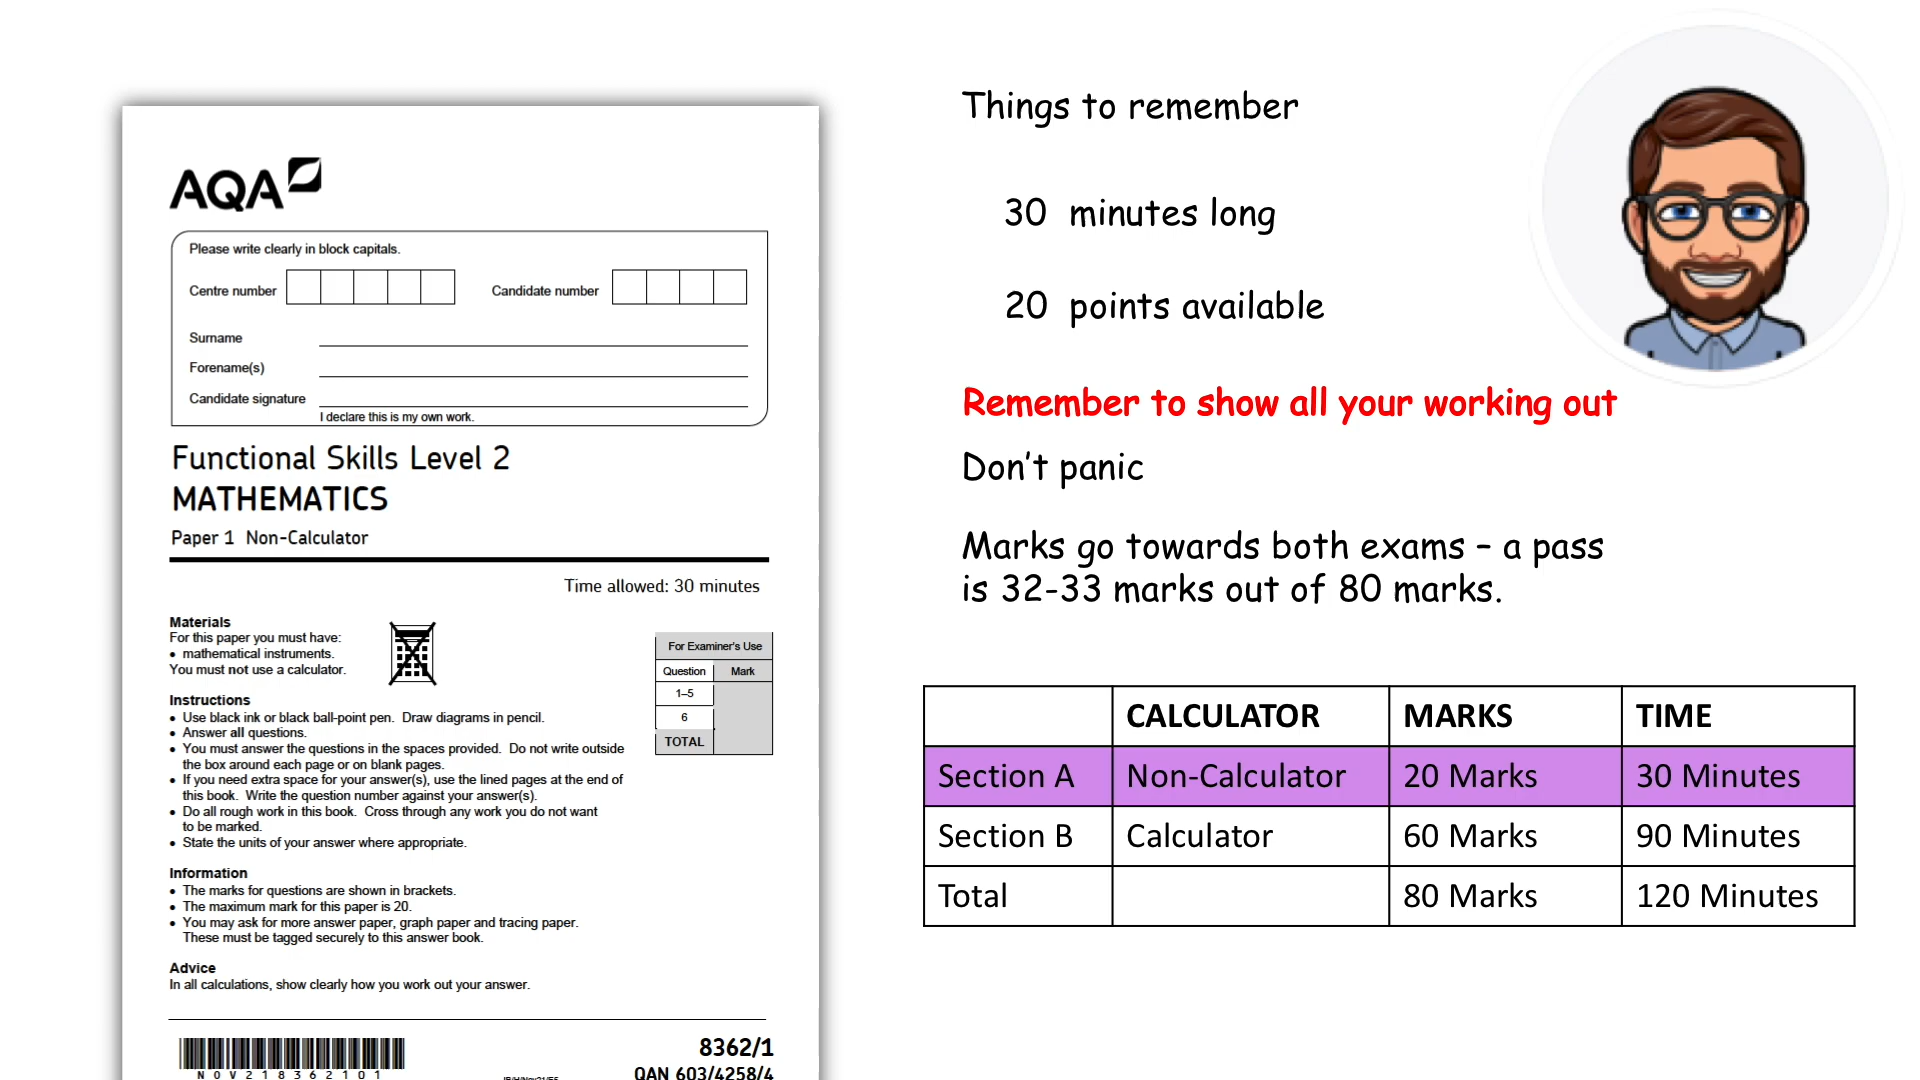 AQA
Please write clearly in block capitals.
Centre number
Candidate number
Surname
Forename(s)
Candidate signature
I declare this is my own work.
Functional Skills Level 2
MATHEMATICS
Paper 1 Non-Calculator
Time allowed: 30 minutes
Materials
For this paper you must have:
• mathematical instruments.
You must not use a calculator.
For Examiner's Use
Question Mark
1–5
6
TOTAL
Instructions
• Use black ink or black ball-point pen. Draw diagrams in pencil.
• Answer all questions.
• You must answer the questions in the spaces provided. Do not write outside
the box around each page or on blank pages.
• If you need extra space for your answer(s), use the lined pages at the end of
this book. Write the question number against your answer(s).
• Do all rough work in this book. Cross through any work you do not want
to be marked.
• State the units of your answer where appropriate.
Information
• The marks for questions are shown in brackets.
• The maximum mark for this paper is 20.
• You may ask for more answer paper, graph paper and tracing paper.
These must be tagged securely to this answer book.
Advice
In all calculations, show clearly how you work out your answer.
N O V 2 1 8 3 6 2 1 0 1
8362/1
QAN 603/4258/4
Things to remember
30 minutes long
20 points available
Remember to show all your working out
Don't panic
Marks go towards both exams – a pass
is 32-33 marks out of 80 marks.
CALCULATOR MARKS TIME
Section A Non-Calculator 20 Marks 30 Minutes
Section B Calculator 60 Marks 90 Minutes
Total 80 Marks 120 Minutes